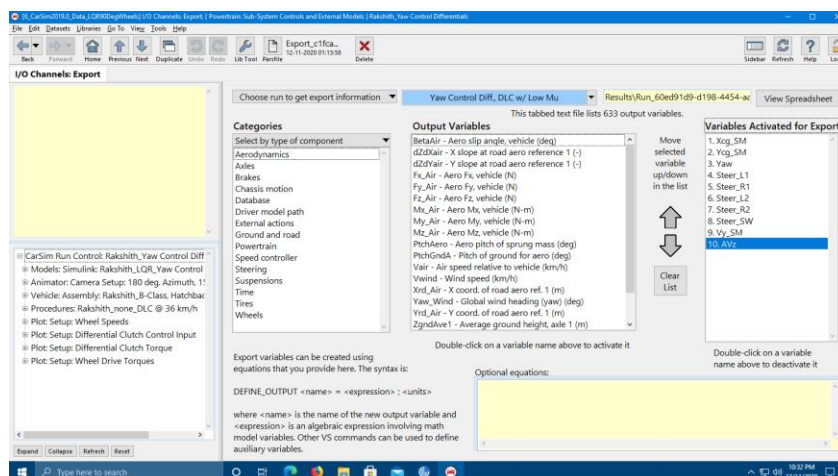 [6_CarSim2019.0_Data_LQR90DegWheels] I/O Channels: Export; { Powertrain: Sub-System Controls and External Models } Rakshith_Yaw Control Differentials
File Edit Datasets Libraries Go To View Tools Help
Back Forward Home Previous Next Duplicate Undo Redo Lib Tool Parsfile Export_c1fca... 12-11-2020 01:13:58 Delete Sidebar Refresh Help
I/O Channels: Export
Choose run to get export information Yaw Control Diff., DLC w/ Low Mu Results\Run_60ed91d9-d198-4454- View Spreadsheet
This tabbed text file lists 633 output variables.
Categories
Select by type of component
Aerodynamics
Axles
Brakes
Chassis motion
Database
Driver model path
External actions
Ground and road
Powertrain
Speed controller
Steering
Suspensions
Time
Tires
Wheels
Output Variables
BetaAir - Aero slip angle, vehicle (deg)
dZdXair - X slope at road aero reference 1 (-)
dZdYair - Y slope at road aero reference 1 (-)
Fx_Air - Aero Fx, vehicle (N)
Fy_Air - Aero Fy, vehicle (N)
Fz_Air - Aero Fz, vehicle (N)
Mx_Air - Aero Mx, vehicle (N-m)
My_Air - Aero My, vehicle (N-m)
Mz_Air - Aero Mz, vehicle (N-m)
PtchAero - Aero pitch of sprung mass (deg)
PtchGndA - Pitch of ground for aero (deg)
Vair - Air speed relative to vehicle (km/h)
Vwind - Wind speed (km/h)
Xrd_Air - X coord. of road aero ref. 1 (m)
Yaw_Wind - Global wind heading (yaw) (deg)
Yrd_Air - Y coord. of road aero ref. 1 (m)
ZgndAve1 - Average ground height, axle 1 (m)
Double-click on a variable name above to activate it
Move
selected
variable
up/down
in the list
Clear
List
Variables Activated for Export
1. Xcg_SM
2. Ycg_SM
3. Yaw
4. Steer_L1
5. Steer_R1
6. Steer_L2
7. Steer_R2
8. Steer_SW
9. Vy_SM
10. AVz
Double-click on a variable
name above to deactivate it
CarSim Run Control: Rakshith_Yaw Control Diff
Models: Simulink: Rakshith_LQR_Yaw Control
Animator: Camera Setup: 180 deg. Azimuth, 1
Vehicle: Assembly: Rakshith_B-Class, Hatchbac
Procedures: Rakshith_none_DLC @ 36 km/h
Plot: Setup: Wheel Speeds
Plot: Setup: Differential Clutch Control Input
Plot: Setup: Differential Clutch Torque
Plot: Setup: Wheel Drive Torques
Expand Collapse Refresh Reset
Export variables can be created using
equations that you provide here. The syntax is:
DEFINE_OUTPUT <name> = <expression> ; <units>
where <name> is the name of the new output variable and
<expression> is an algebraic expression involving math
model variables. Other VS commands can be used to define
auxiliary variables.
Optional equations:
Type here to search
10:32 PM